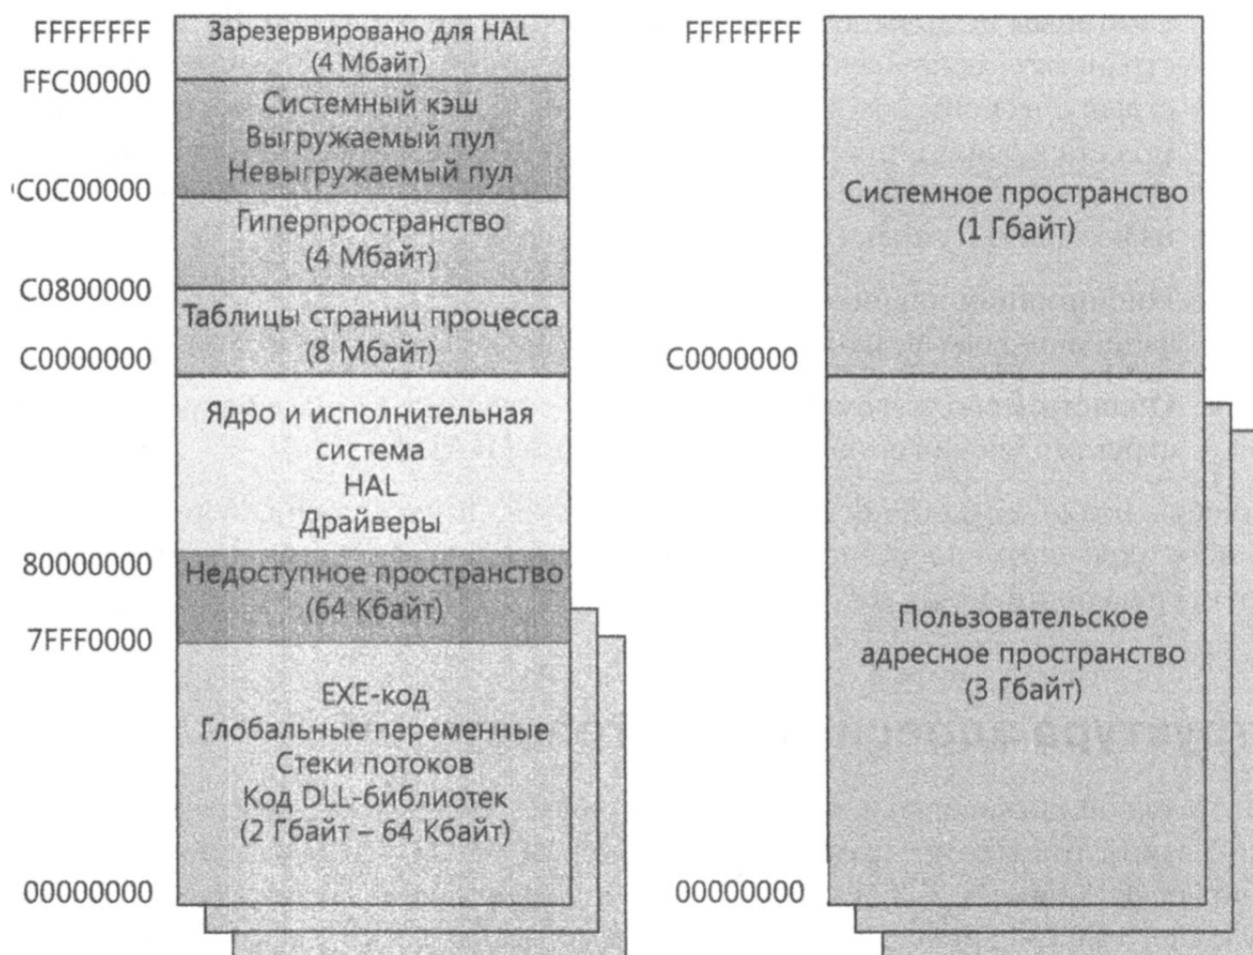 FFFFFFFF
Зарезервировано для HAL
(4 Мбайт)
FFC00000
Системный кэш
Выгружаемый пул
Невыгружаемый пул
C0C00000
Гиперпространство
(4 Мбайт)
C0800000
Таблицы страниц процесса
(8 Мбайт)
C0000000
Ядро и исполнительная
система
HAL
Драйверы
80000000
Недоступное пространство
(64 Кбайт)
7FFF0000
EXE-код
Глобальные переменные
Стеки потоков
Код DLL-библиотек
(2 Гбайт – 64 Кбайт)
00000000
FFFFFFFF
Системное пространство
(1 Гбайт)
C0000000
Пользовательское
адресное пространство
(3 Гбайт)
00000000